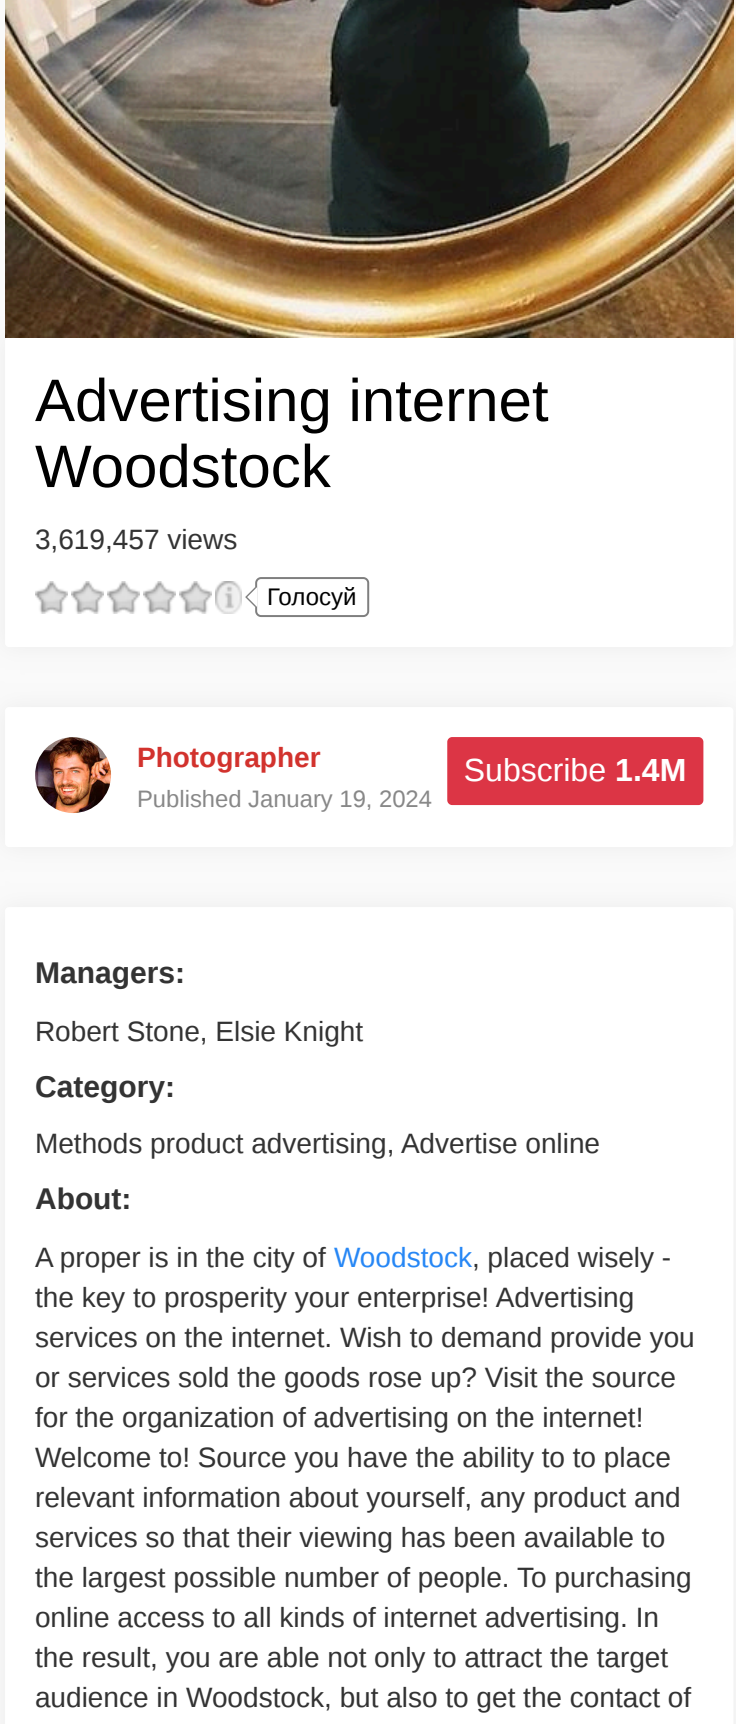 Advertising internet
Woodstock
3,619,457 views
Голосуй
Photographer
Published January 19, 2024
Subscribe 1.4M
Managers:
Robert Stone, Elsie Knight
Category:
Methods product advertising, Advertise online
About:
A proper is in the city of Woodstock, placed wisely -
the key to prosperity your enterprise! Advertising
services on the internet. Wish to demand provide you
or services sold the goods rose up? Visit the source
for the organization of advertising on the internet!
Welcome to! Source you have the ability to to place
relevant information about yourself, any product and
services so that their viewing has been available to
the largest possible number of people. To purchasing
online access to all kinds of internet advertising. In
the result, you are able not only to attract the target
audience in Woodstock, but also to get the contact of